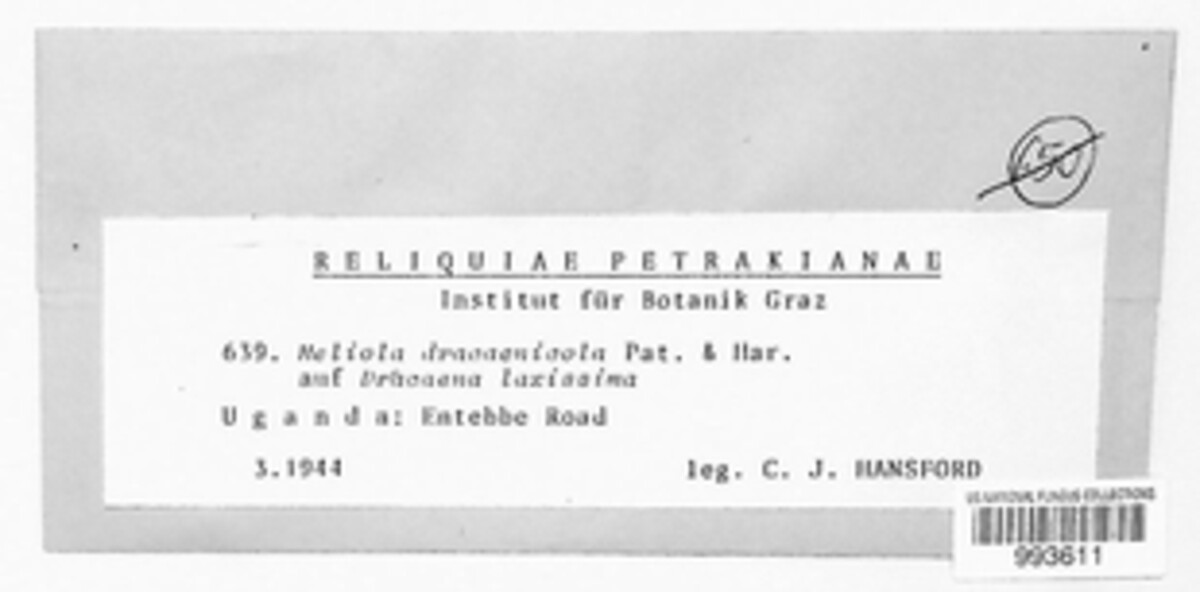 650
RELIQUIAE PETRAKIANAE
Institut für Botanik Graz
639. Meliola dracaenicola Pat. & Har.
auf Dracaena laxissima
Uganda: Entebbe Road
3.1944 leg. C. J. HANSFORD
US NATIONAL FUNGUS COLLECTIONS
993611